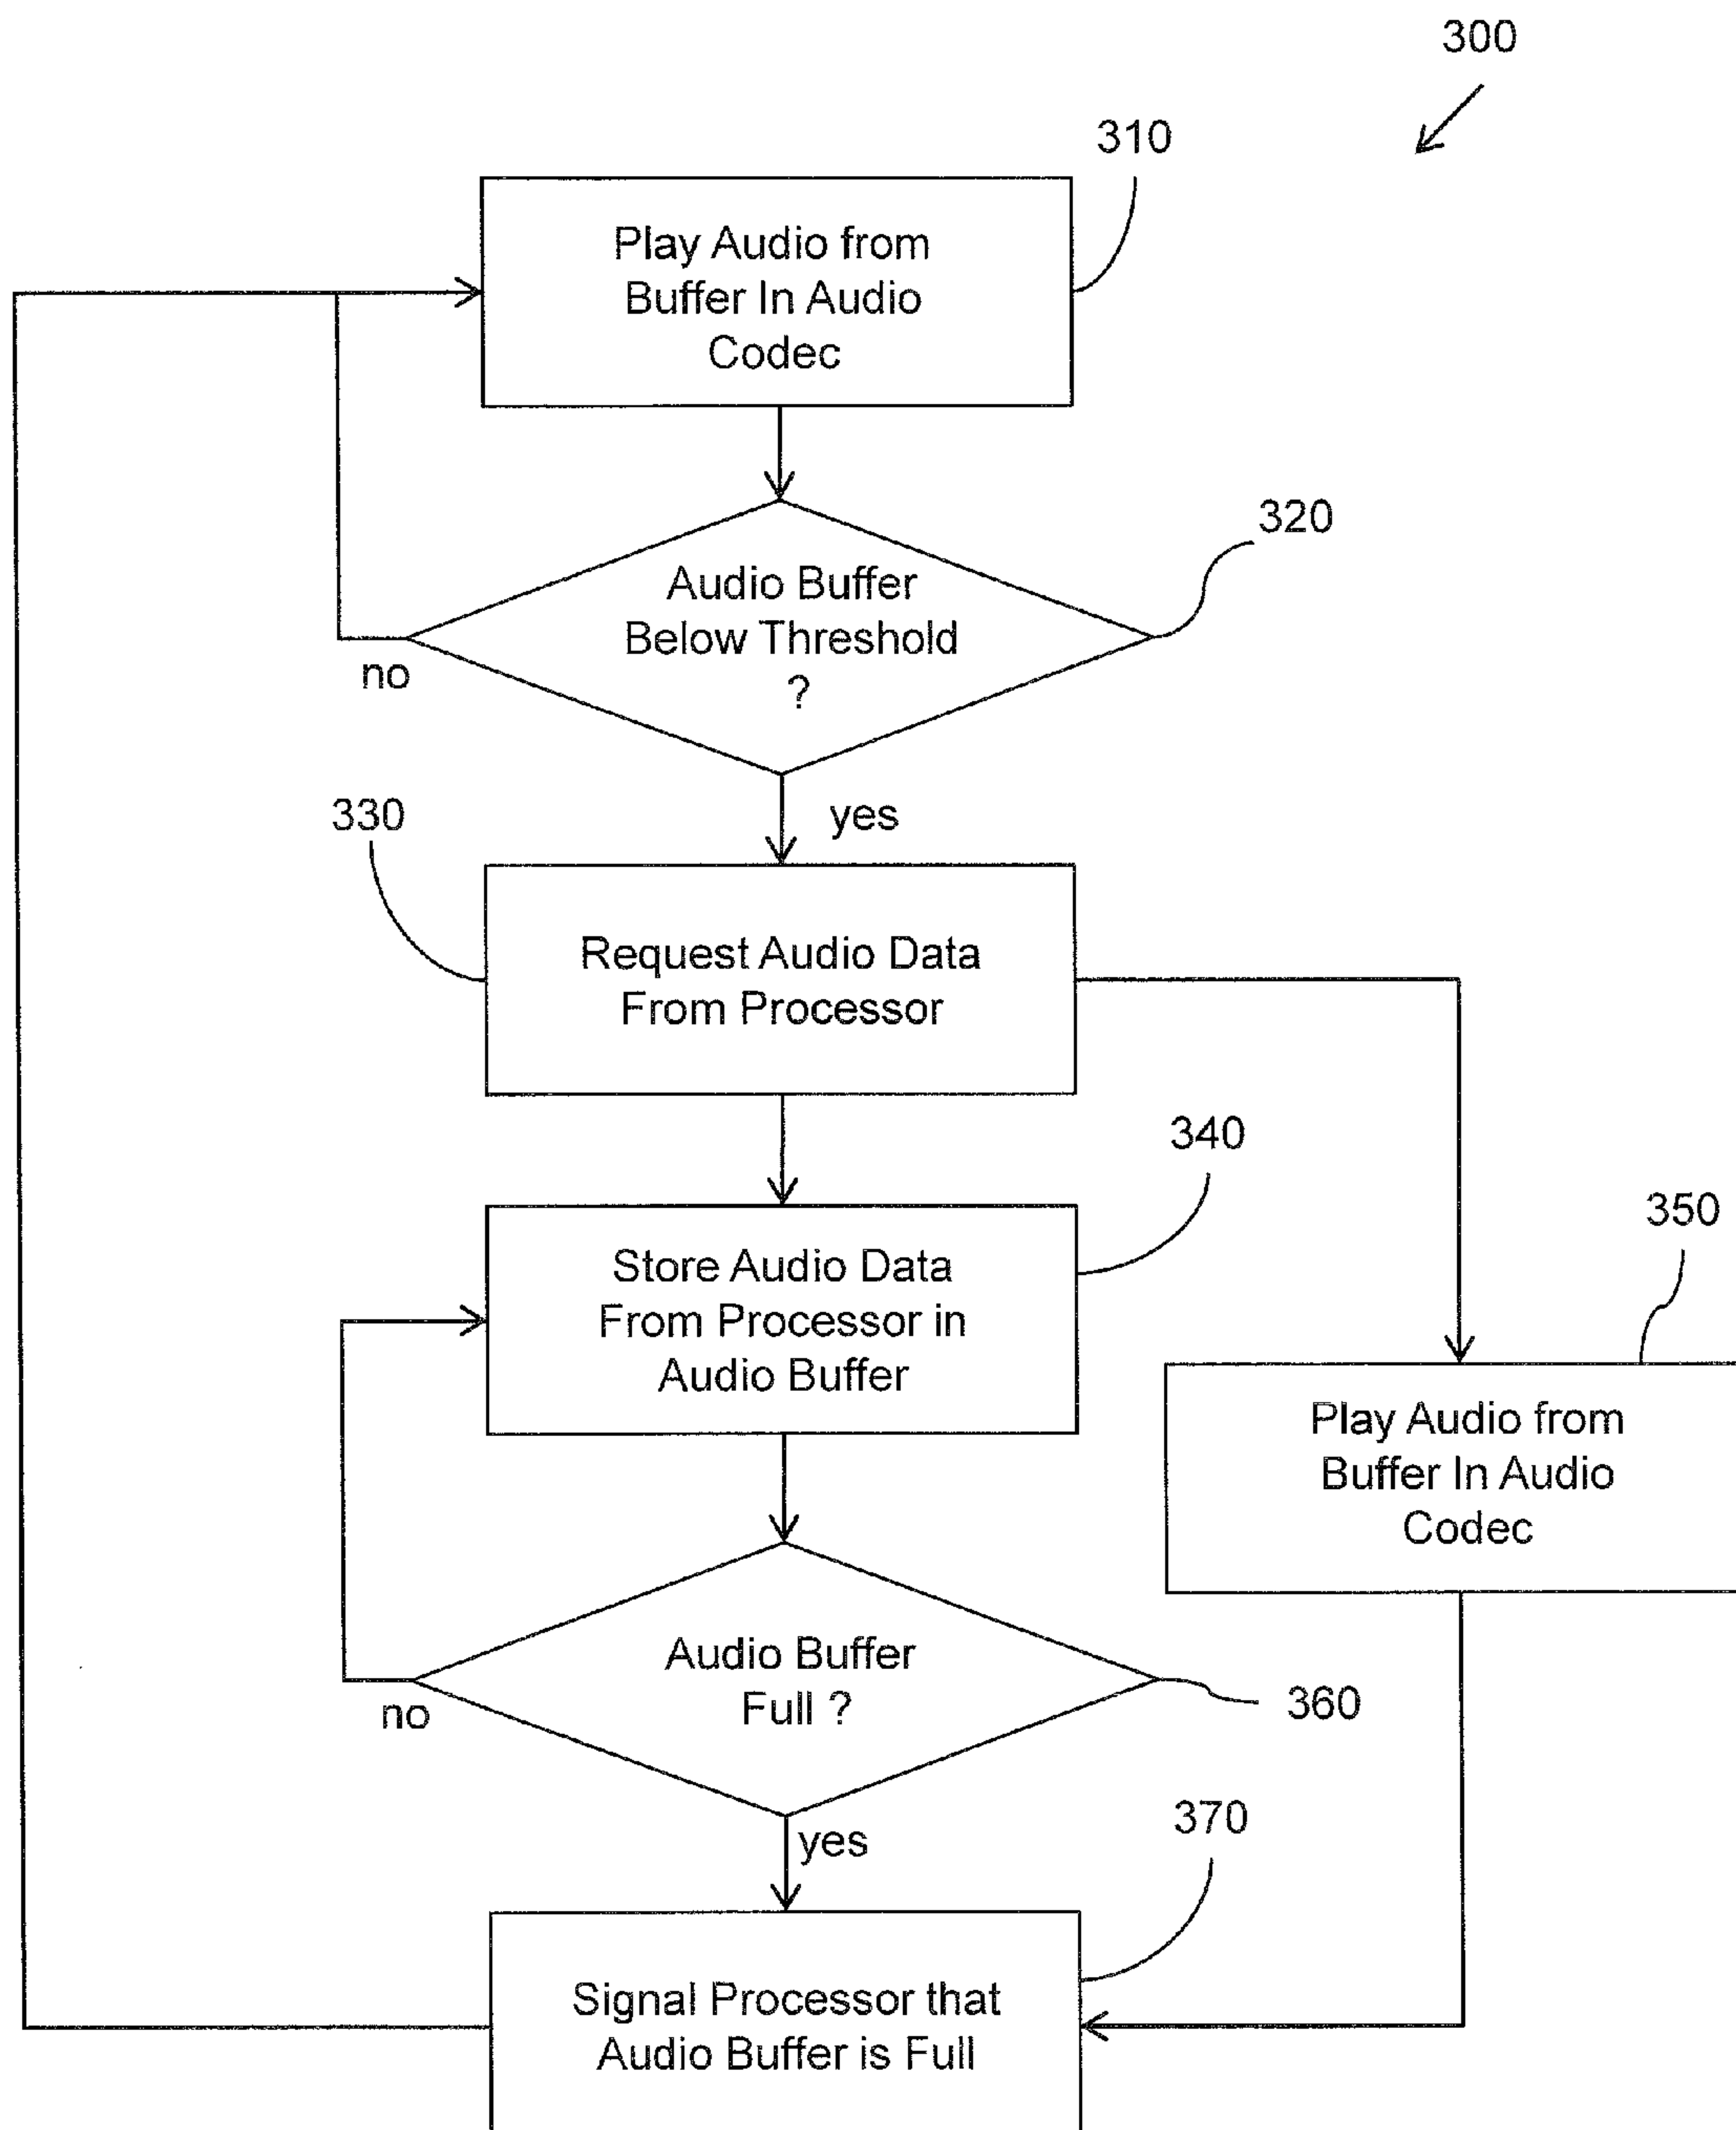 300
310
Play Audio from
Buffer In Audio
Codec
320
Audio Buffer
Below Threshold
?
no
yes
330
Request Audio Data
From Processor
340
Store Audio Data
From Processor in
Audio Buffer
350
Play Audio from
Buffer In Audio
Codec
Audio Buffer
Full ?
360
no
yes
370
Signal Processor that
Audio Buffer is Full